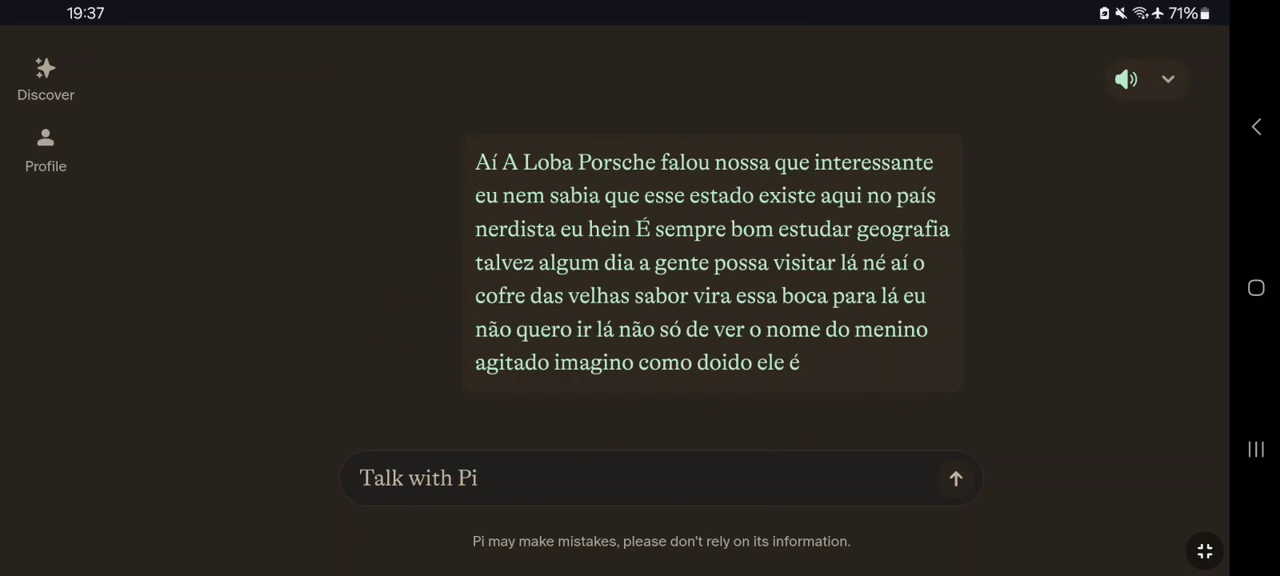 19:37
71%
Discover
Profile
Aí A Loba Porsche falou nossa que interessante
eu nem sabia que esse estado existe aqui no país
nerdista eu hein É sempre bom estudar geografia
talvez algum dia a gente possa visitar lá né aí o
cofre das velhas sabor vira essa boca para lá eu
não quero ir lá não só de ver o nome do menino
agitado imagino como doido ele é
Talk with Pi
Pi may make mistakes, please don't rely on its information.